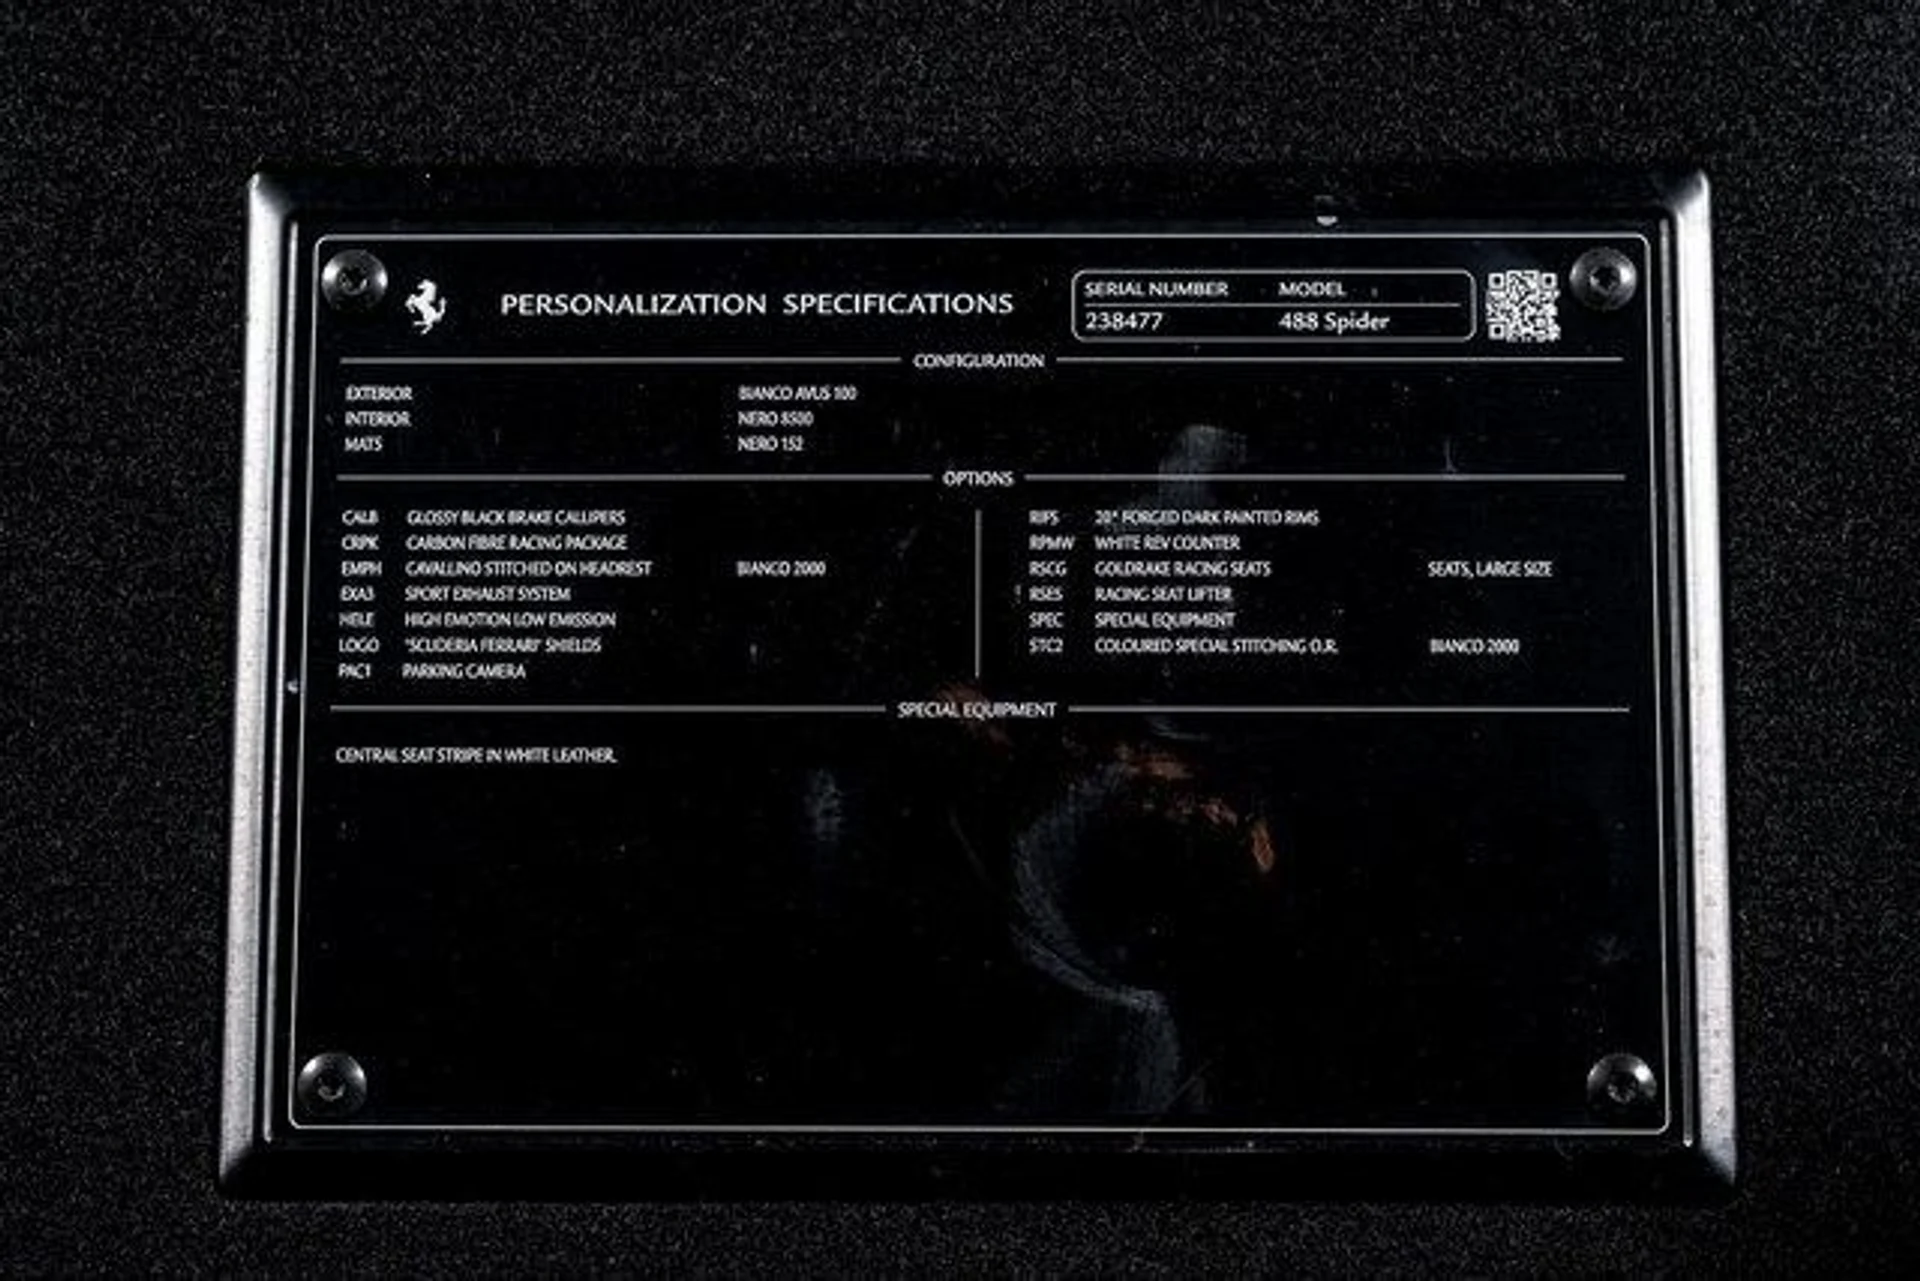 PERSONALIZATION SPECIFICATIONS
SERIAL NUMBER MODEL
238477 488 Spider
CONFIGURATION
EXTERIOR BIANCO AVUS 100
INTERIOR NERO 8500
MATS NERO 152
OPTIONS
CALB GLOSSY BLACK BRAKE CALLIPERS
CRPK CARBON FIBRE RACING PACKAGE
EMPH CAVALLINO STITCHED ON HEADREST BIANCO 2000
EXA3 SPORT EXHAUST SYSTEM
HELE HIGH EMOTION LOW EMISSION
LOGO "SCUDERIA FERRARI" SHIELDS
PAC1 PARKING CAMERA
RIFS 20" FORGED DARK PAINTED RIMS
RPMW WHITE REV COUNTER
RSCG GOLDRAKE RACING SEATS SEATS, LARGE SIZE
RSES RACING SEAT LIFTER
SPEC SPECIAL EQUIPMENT
STC2 COLOURED SPECIAL STITCHING O.R. BIANCO 2000
SPECIAL EQUIPMENT
CENTRAL SEAT STRIPE IN WHITE LEATHER.